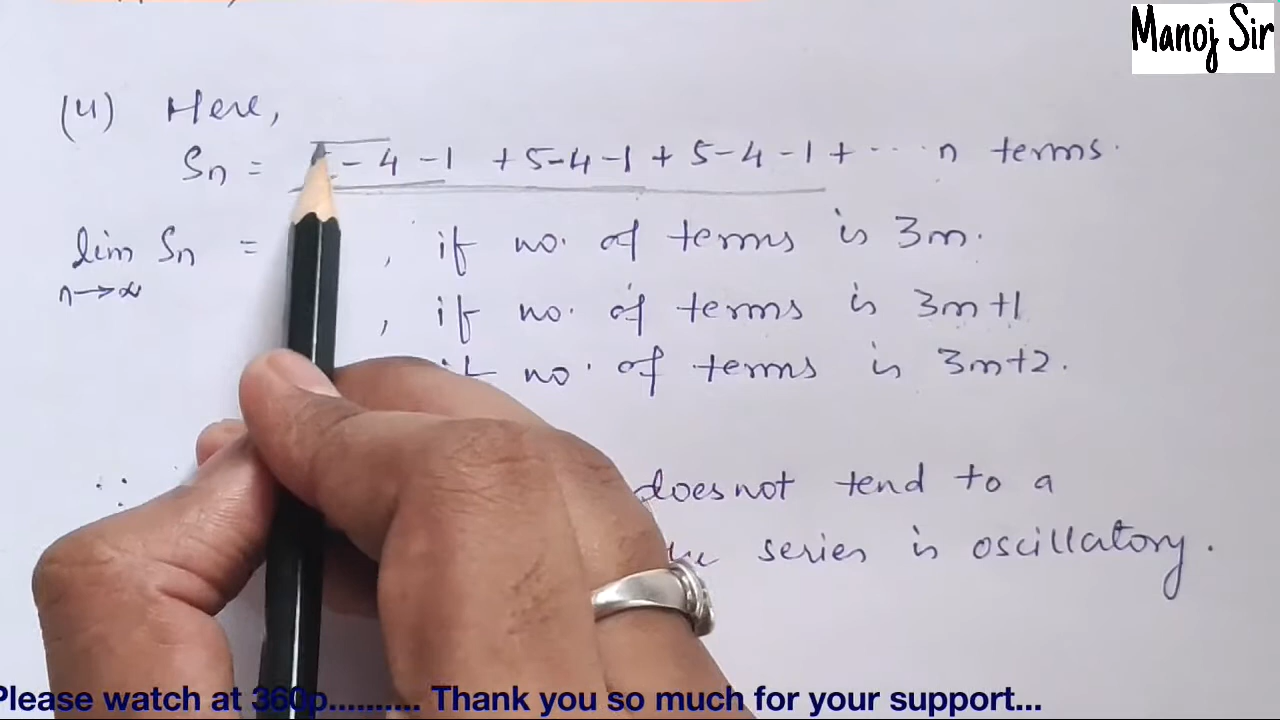 Manoj Sir
(4) Here,
Sn = - 4 - 1 + 5 - 4 - 1 + 5 - 4 - 1 + ... n terms.
lim Sn = , if no. of terms is 3m.
n→∞
, if no. of terms is 3m+1
no. of terms is 3m+2.
∴ does not tend to a
series is oscillatory.
Please watch at 360p.......... Thank you so much for your support...